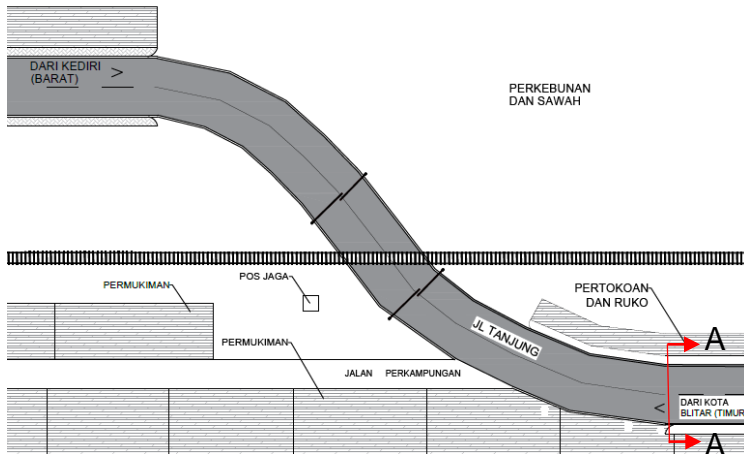 DARI KEDIRI
(BARAT)
>
PERKEBUNAN
DAN SAWAH
POS JAGA
PERMUKIMAN
PERTOKOAN
DAN RUKO
PERMUKIMAN
JL TANJUNG
A
JALAN PERKAMPUNGAN
<
DARI KOTA
BLITAR (TIMUR
A